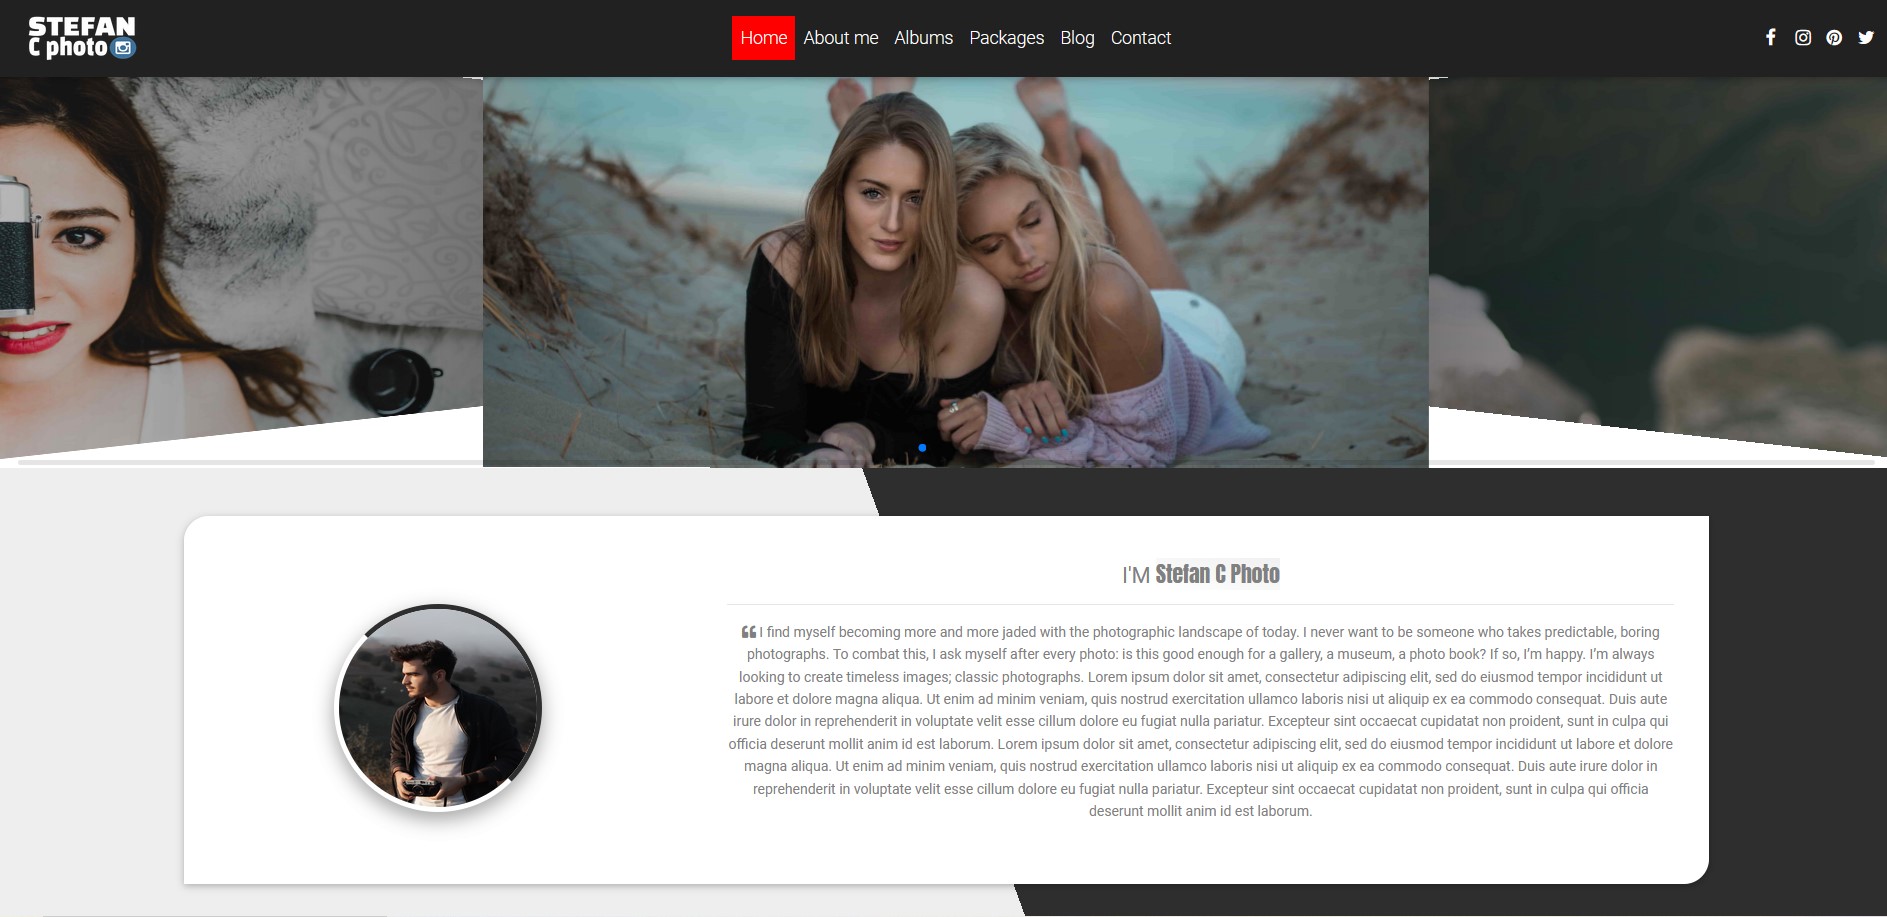 STEFAN
C photo
Home About me Albums Packages Blog Contact
I'M Stefan C Photo
❝ I find myself becoming more and more jaded with the photographic landscape of today. I never want to be someone who takes predictable, boring
photographs. To combat this, I ask myself after every photo: is this good enough for a gallery, a museum, a photo book? If so, I’m happy. I’m always
looking to create timeless images; classic photographs. Lorem ipsum dolor sit amet, consectetur adipiscing elit, sed do eiusmod tempor incididunt ut
labore et dolore magna aliqua. Ut enim ad minim veniam, quis nostrud exercitation ullamco laboris nisi ut aliquip ex ea commodo consequat. Duis aute
irure dolor in reprehenderit in voluptate velit esse cillum dolore eu fugiat nulla pariatur. Excepteur sint occaecat cupidatat non proident, sunt in culpa qui
officia deserunt mollit anim id est laborum. Lorem ipsum dolor sit amet, consectetur adipiscing elit, sed do eiusmod tempor incididunt ut labore et dolore
magna aliqua. Ut enim ad minim veniam, quis nostrud exercitation ullamco laboris nisi ut aliquip ex ea commodo consequat. Duis aute irure dolor in
reprehenderit in voluptate velit esse cillum dolore eu fugiat nulla pariatur. Excepteur sint occaecat cupidatat non proident, sunt in culpa qui officia
deserunt mollit anim id est laborum.